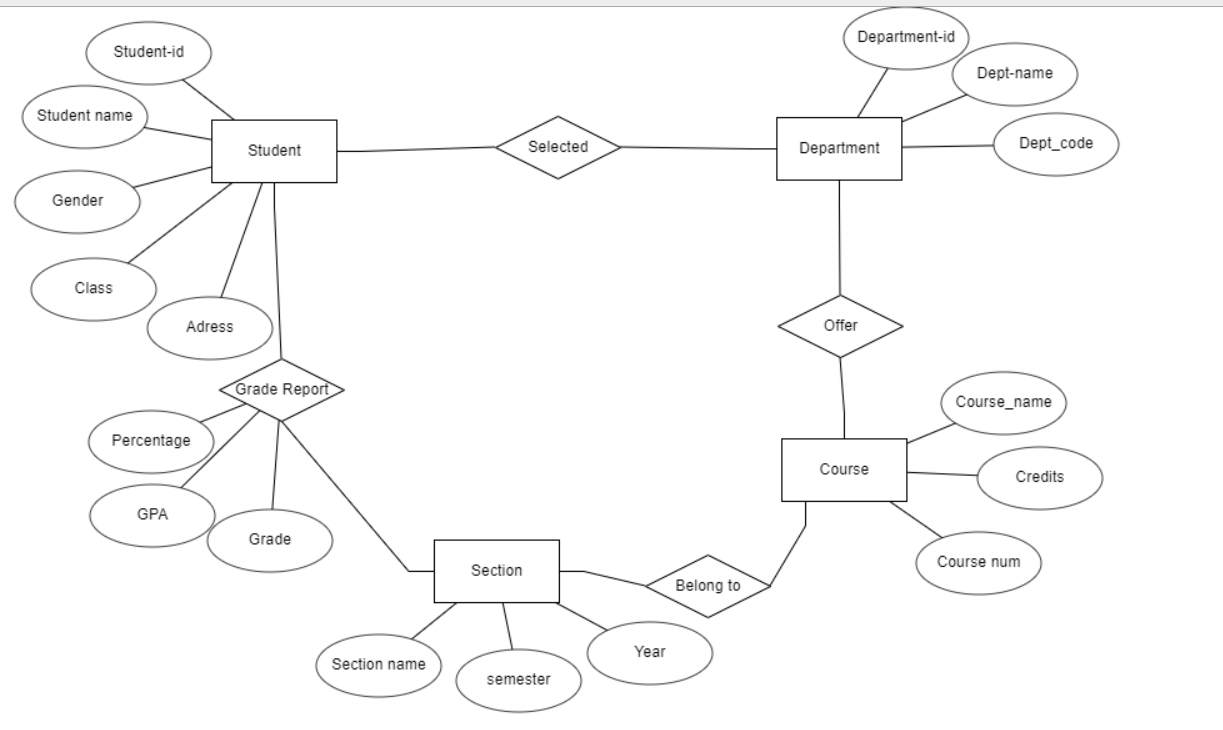 Department-id
Student-id
Dept-name
Student name
Dept_code
Student
Selected
Department
Gender
Class
Adress
Offer
Grade Report
Course_name
Percentage
Course
Credits
GPA
Grade
Section
Belong to
Course num
Section name
semester
Year